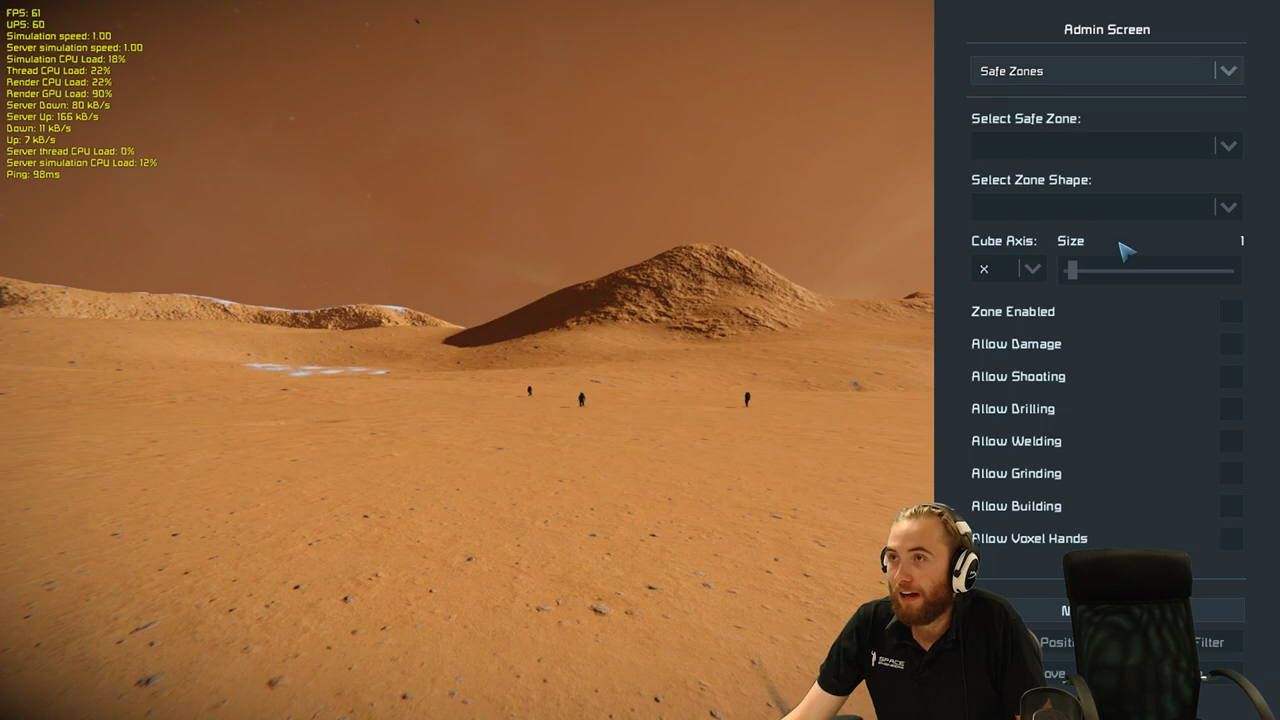 FPS: 61
UPS: 60
Simulation speed: 1.00
Server simulation speed: 1.00
Simulation CPU Load: 18%
Thread CPU Load: 22%
Render CPU Load: 22%
Render GPU Load: 90%
Server Down: 80 kB/s
Server Up: 166 kB/s
Down: 11 kB/s
Up: 7 kB/s
Server thread CPU Load: 0%
Server simulation CPU Load: 12%
Ping: 98ms
Admin Screen
Safe Zones
Select Safe Zone:
Select Zone Shape:
Cube Axis: Size 1
X
Zone Enabled
Allow Damage
Allow Shooting
Allow Drilling
Allow Welding
Allow Grinding
Allow Building
Allow Voxel Hands
N
Positi Filter
ove
SPACE
ENGINEERS